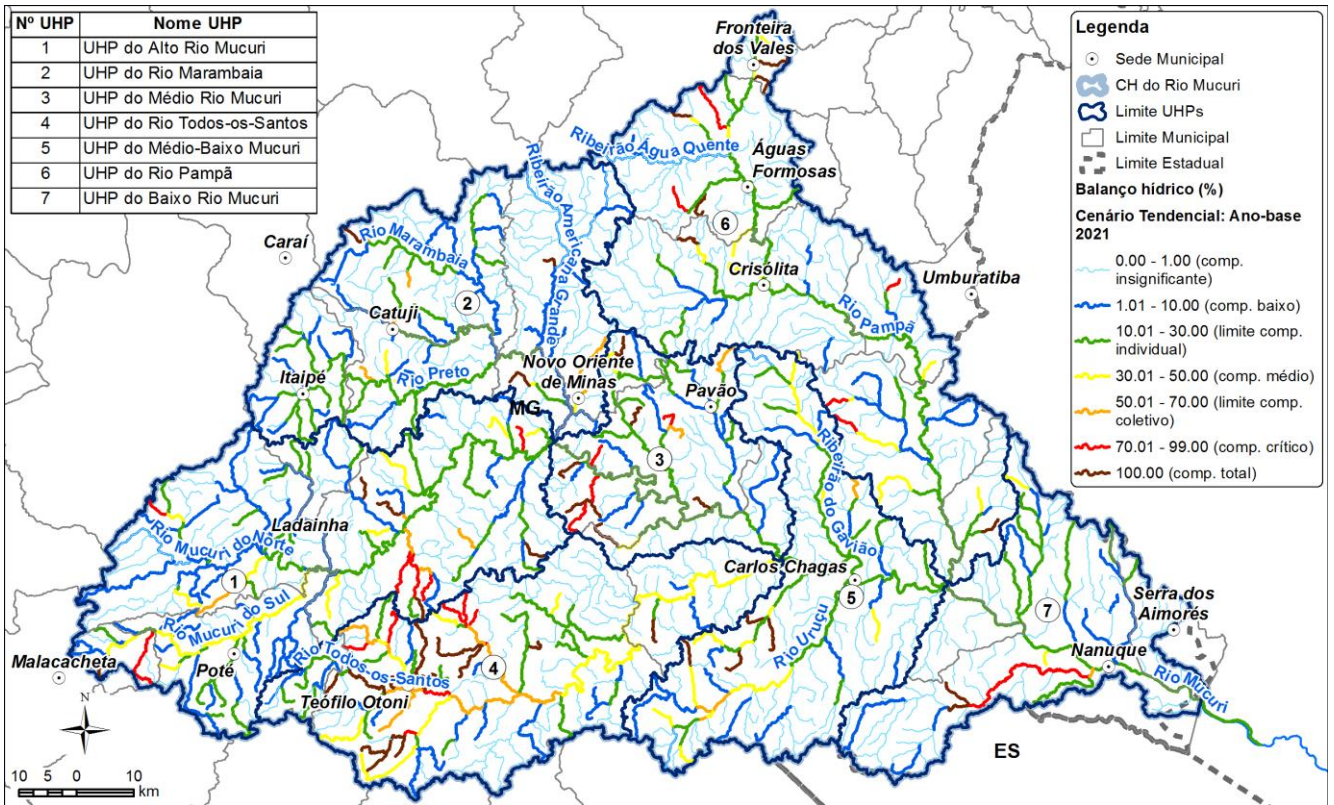 Nº UHP Nome UHP
1 UHP do Alto Rio Mucuri
2 UHP do Rio Marambaia
3 UHP do Médio Rio Mucuri
4 UHP do Rio Todos-os-Santos
5 UHP do Médio-Baixo Mucuri
6 UHP do Rio Pampã
7 UHP do Baixo Rio Mucuri
Legenda
Sede Municipal
CH do Rio Mucuri
Limite UHPs
Limite Municipal
Limite Estadual
Balanço hídrico (%)
Cenário Tendencial: Ano-base
2021
0.00 - 1.00 (comp.
insignificante)
1.01 - 10.00 (comp. baixo)
10.01 - 30.00 (limite comp.
individual)
30.01 - 50.00 (comp. médio)
50.01 - 70.00 (limite comp.
coletivo)
70.01 - 99.00 (comp. crítico)
100.00 (comp. total)
Fronteira
dos Vales
Ribeirão Água Quente
Águas
Formosas
Ribeirão Americana Grande
6
Caraí
Rio Marambaia
Crisólita
Umburatiba
2
Catuji
Rio Pampã
Novo Oriente
de Minas
Rio Preto
Itaipé
Pavão
MG
Ribeirão do Gavião
3
Ladainha
Rio Mucuri do Norte
Carlos Chagas
1
5
7
Serra dos
Aimorés
Rio Mucuri do Sul
Rio Urucu
Malacacheta
Poté
Rio Todos-os-Santos
4
Nanuque
Rio Mucuri
Teófilo Otoni
N
ES
10 5 0 10
km